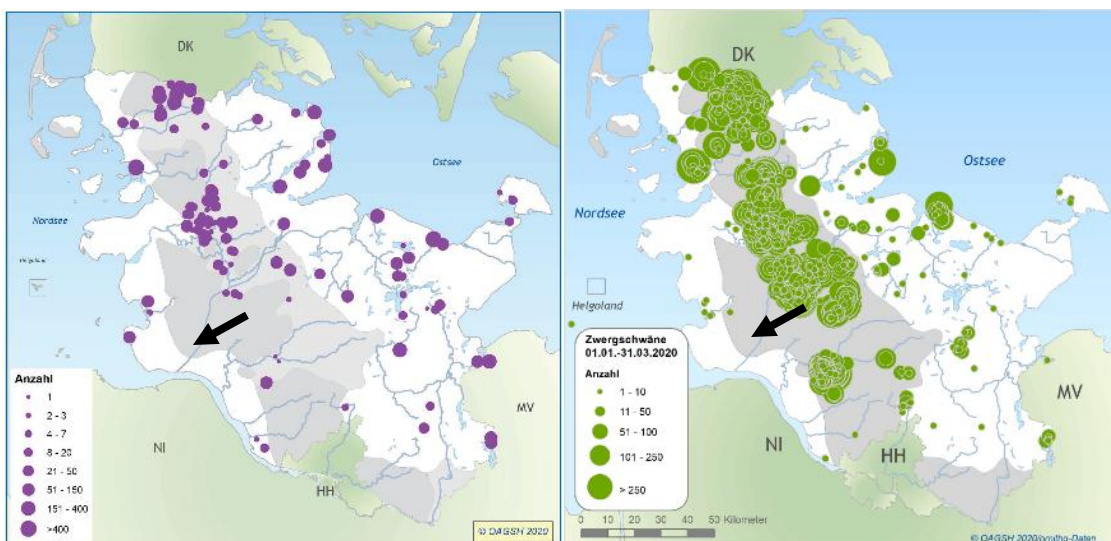 DK
Ostsee
Nordsee
Helgoland
Anzahl
1
2 - 3
4 - 7
8 - 20
21 - 50
51 - 150
151 - 400
>400
NI
MV
HH
© OAGSH 2020
DK
Ostsee
Nordsee
Helgoland
Zwergschwäne
01.01.-31.03.2020
Anzahl
1 - 10
11 - 50
51 - 100
101 - 250
> 250
NI
HH
MV
0 10 20 30 40 50 Kilometer
© OAGSH 2020/ornitho-Daten